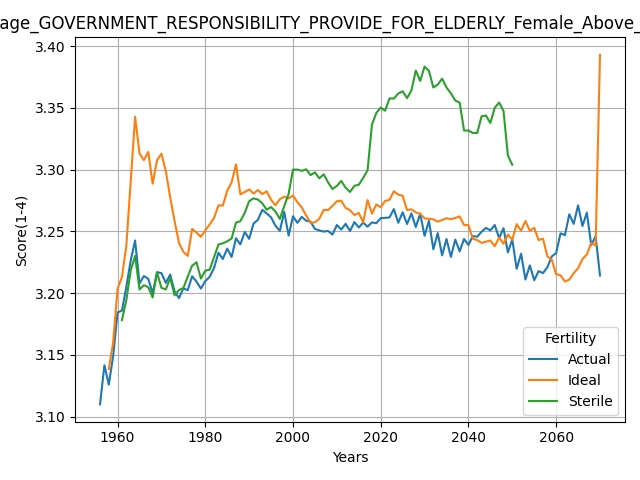 age_GOVERNMENT_RESPONSIBILITY_PROVIDE_FOR_ELDERLY_Female_Above_
3.40
3.35
3.30
3.25
3.20
3.15
3.10
Score(1-4)
1960 1980 2000 2020 2040 2060
Years
Fertility
Actual
Ideal
Sterile